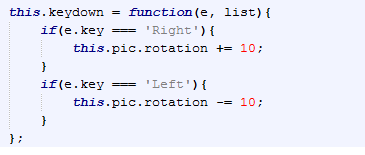 this.keydown = function(e, list){
    if(e.key === 'Right'){
        this.pic.rotation += 10;
    }
    if(e.key === 'Left'){
        this.pic.rotation -= 10;
    }
};